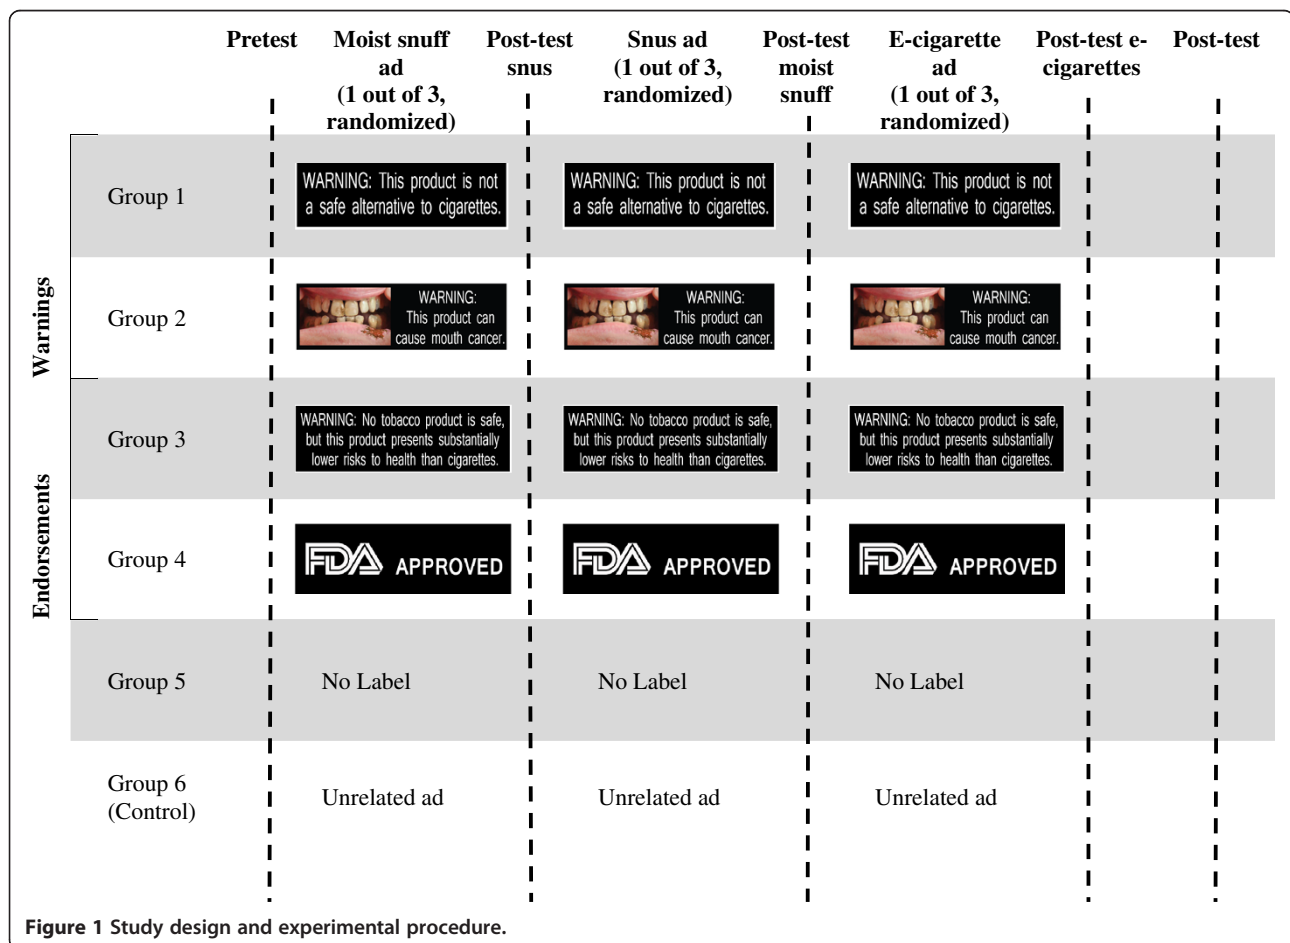 Pretest
Moist snuff
ad
(1 out of 3,
randomized)
Post-test
snus
Snus ad
(1 out of 3,
randomized)
Post-test
moist
snuff
E-cigarette
ad
(1 out of 3,
randomized)
Post-test e-
cigarettes
Post-test
Warnings
Group 1
WARNING: This product is not
a safe alternative to cigarettes.
WARNING: This product is not
a safe alternative to cigarettes.
WARNING: This product is not
a safe alternative to cigarettes.
Group 2
WARNING:
This product can
cause mouth cancer.
WARNING:
This product can
cause mouth cancer.
WARNING:
This product can
cause mouth cancer.
Endorsements
Group 3
WARNING: No tobacco product is safe,
but this product presents substantially
lower risks to health than cigarettes.
WARNING: No tobacco product is safe,
but this product presents substantially
lower risks to health than cigarettes.
WARNING: No tobacco product is safe,
but this product presents substantially
lower risks to health than cigarettes.
Group 4
FDA APPROVED
FDA APPROVED
FDA APPROVED
Group 5
No Label
No Label
No Label
Group 6
(Control)
Unrelated ad
Unrelated ad
Unrelated ad
Figure 1 Study design and experimental procedure.